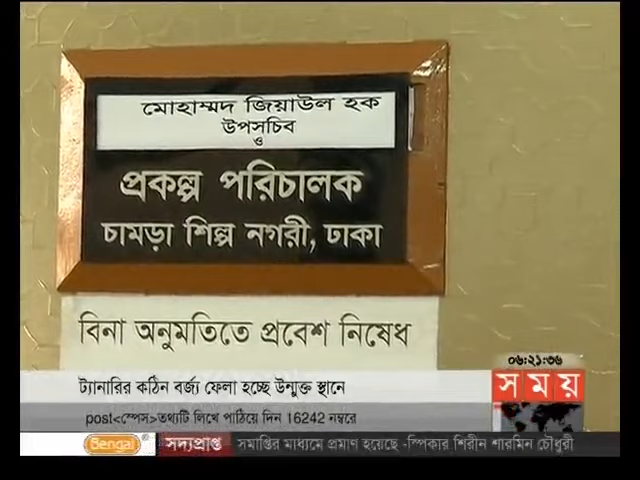 মোহাম্মদ জিয়াউল হক
উপসচিব
ও
প্রকল্প পরিচালক
চামড়া শিল্প নগরী, ঢাকা
বিনা অনুমতিতে প্রবেশ নিষেধ
০৬:২১:৩৬
সময়
ট্যানারির কঠিন বর্জ্য ফেলা হচ্ছে উন্মুক্ত স্থানে
post<স্পেস>তথ্যটি লিখে পাঠিয়ে দিন 16242 নম্বরে
Bengal সদ্যপ্রাপ্ত সমাপ্তির মাধ্যমে প্রমাণ হয়েছে -স্পিকার শিরীন শারমিন চৌধুরী